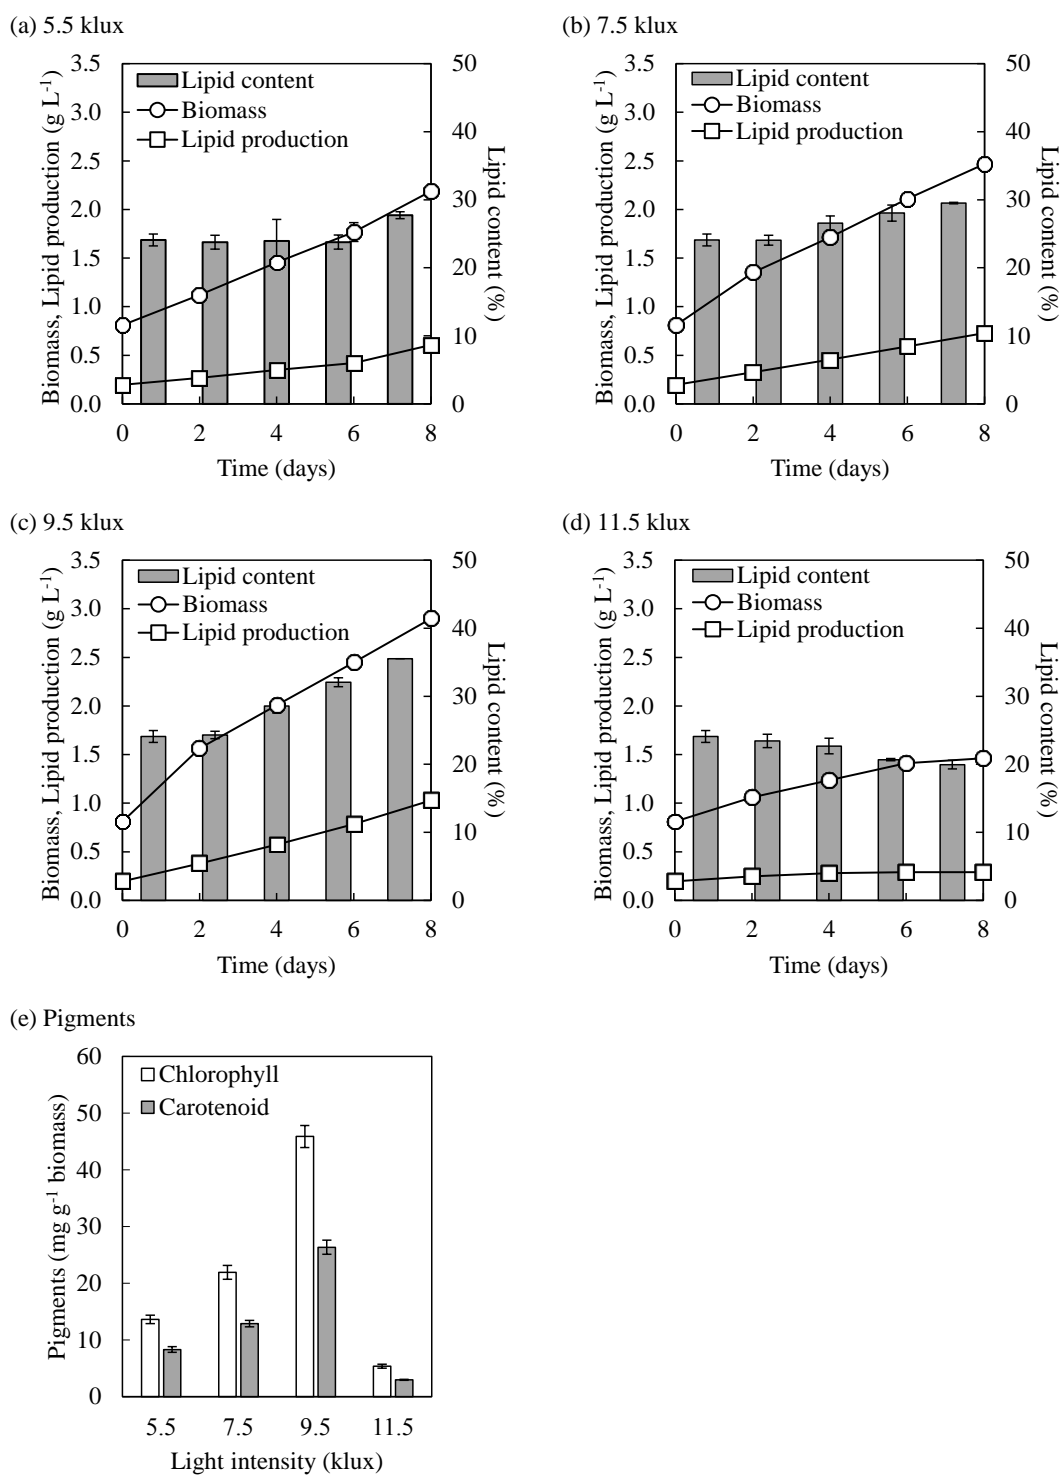 (a) 5.5 klux
Biomass, Lipid production (g L⁻¹)
3.5
3.0
2.5
2.0
1.5
1.0
0.5
0.0
Lipid content
Biomass
Lipid production
50
40
30
20
10
0
Lipid content (%)
0 2 4 6 8
Time (days)
(b) 7.5 klux
Biomass, Lipid production (g L⁻¹)
3.5
3.0
2.5
2.0
1.5
1.0
0.5
0.0
Lipid content
Biomass
Lipid production
50
40
30
20
10
0
Lipid content (%)
0 2 4 6 8
Time (days)
(c) 9.5 klux
Biomass, Lipid production (g L⁻¹)
3.5
3.0
2.5
2.0
1.5
1.0
0.5
0.0
Lipid content
Biomass
Lipid production
50
40
30
20
10
0
Lipid content (%)
0 2 4 6 8
Time (days)
(d) 11.5 klux
Biomass, Lipid production (g L⁻¹)
3.5
3.0
2.5
2.0
1.5
1.0
0.5
0.0
Lipid content
Biomass
Lipid production
50
40
30
20
10
0
Lipid content (%)
0 2 4 6 8
Time (days)
(e) Pigments
Pigments (mg g⁻¹ biomass)
60
50
40
30
20
10
0
Chlorophyll
Carotenoid
5.5 7.5 9.5 11.5
Light intensity (klux)